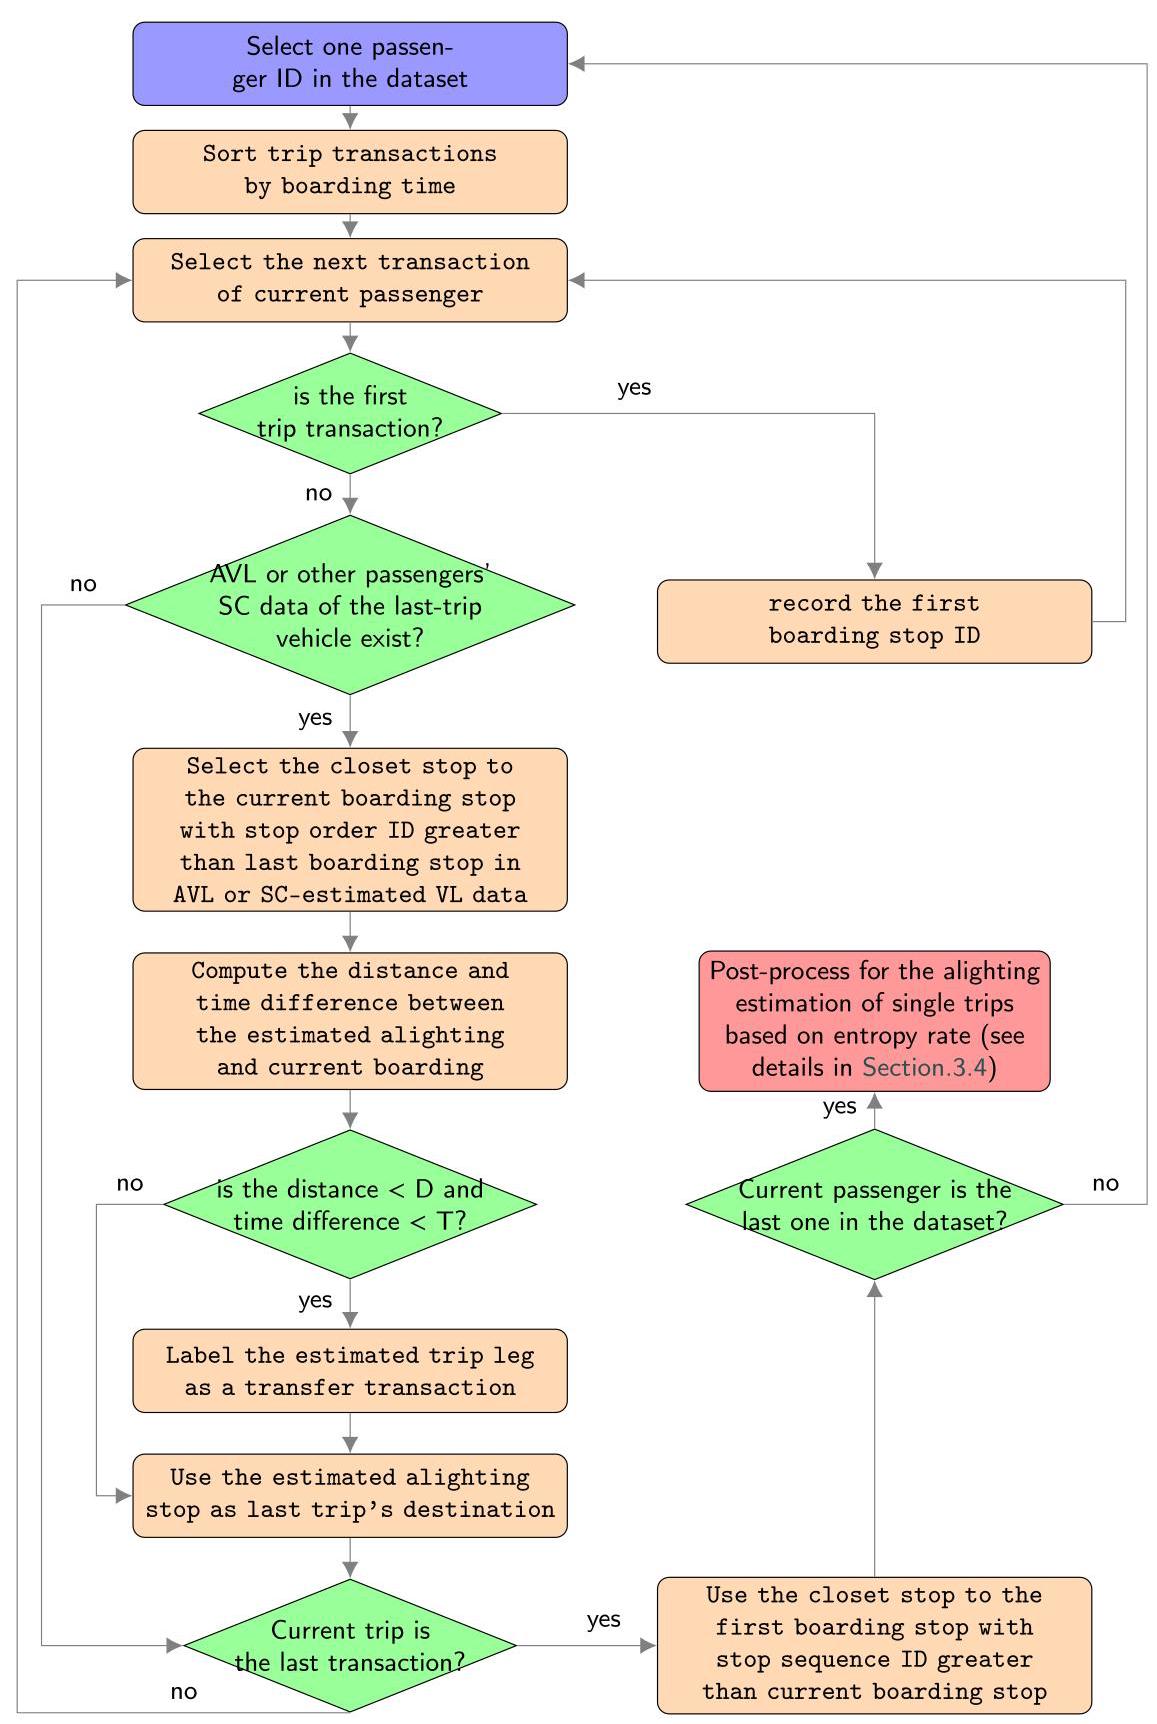 Select one passen-
ger ID in the dataset
Sort trip transactions
by boarding time
Select the next transaction
of current passenger
is the first
trip transaction?
yes
no
AVL or other passengers'
SC data of the last-trip
vehicle exist?
no
record the first
boarding stop ID
yes
Select the closet stop to
the current boarding stop
with stop order ID greater
than last boarding stop in
AVL or SC-estimated VL data
Compute the distance and
time difference between
the estimated alighting
and current boarding
Post-process for the alighting
estimation of single trips
based on entropy rate (see
details in Section.3.4)
yes
is the distance < D and
time difference < T?
no
Current passenger is the
last one in the dataset?
no
yes
Label the estimated trip leg
as a transfer transaction
Use the estimated alighting
stop as last trip's destination
Current trip is
the last transaction?
yes
no
Use the closet stop to the
first boarding stop with
stop sequence ID greater
than current boarding stop